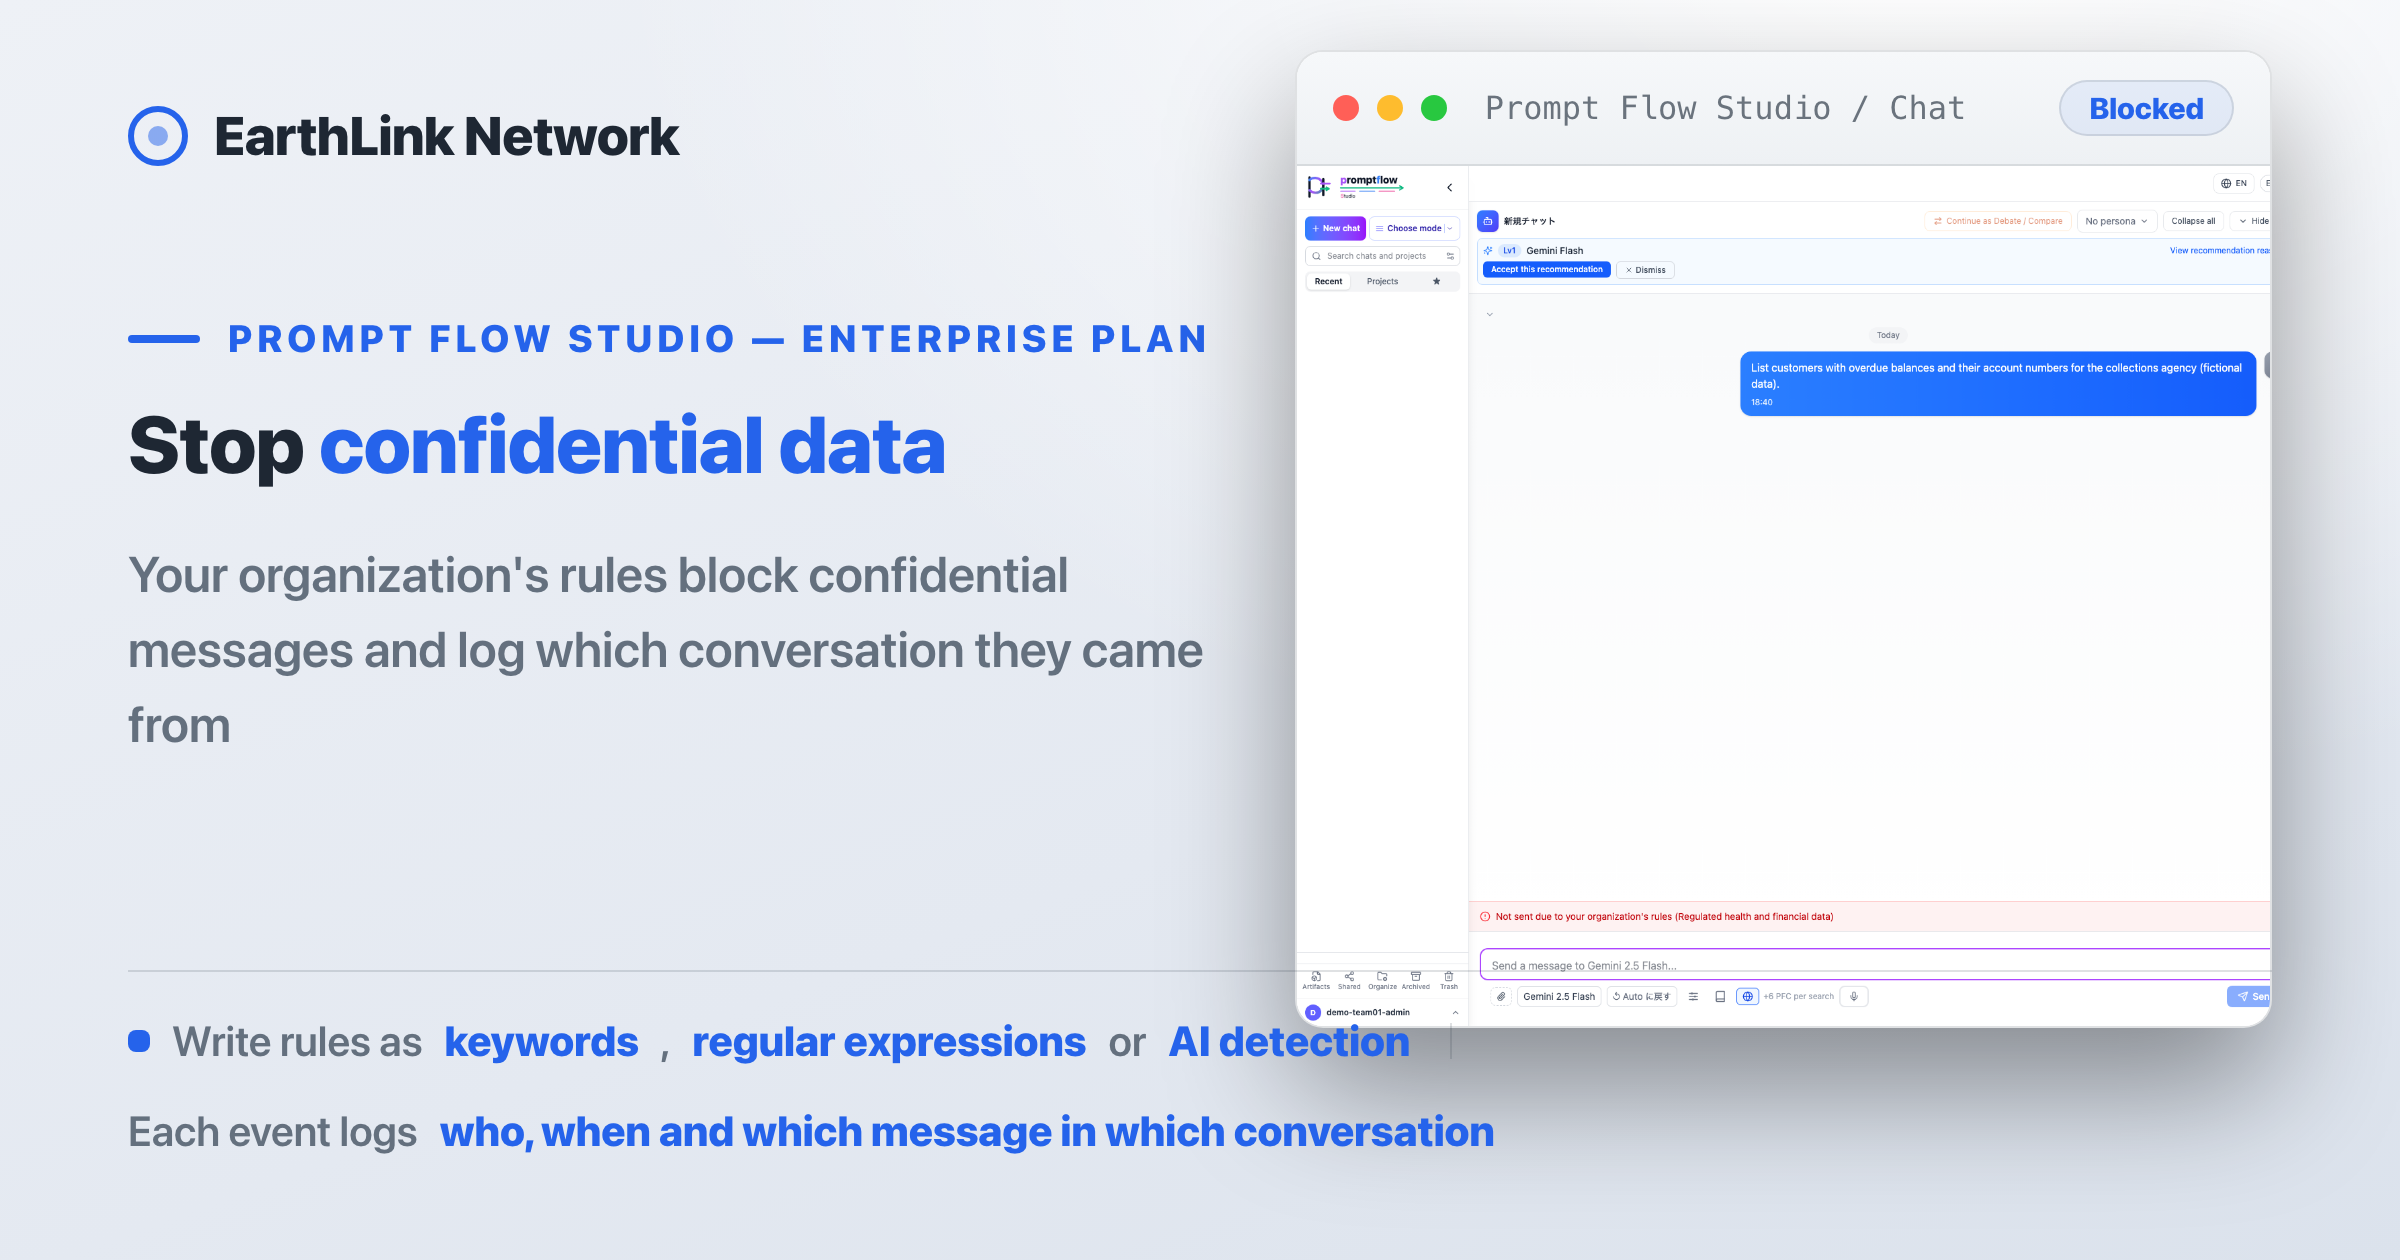 EarthLink Network
PROMPT FLOW STUDIO — ENTERPRISE PLAN
Stop confidential data
Your organization's rules block confidential
messages and log which conversation they came
from
Write rules as keywords , regular expressions or AI detection
Each event logs who, when and which message in which conversation
Prompt Flow Studio / Chat
Blocked
promptflow
Studio
New chat
Choose mode
Search chats and projects
Recent
Projects
EN
新規チャット
Continue as Debate / Compare
No persona
Collapse all
Hide
Lv1 Gemini Flash
View recommendation
Accept this recommendation
Dismiss
Today
List customers with overdue balances and their account numbers for the collections agency (fictional
data).
18:40
Not sent due to your organization's rules (Regulated health and financial data)
Send a message to Gemini 2.5 Flash...
Gemini 2.5 Flash
Auto に戻す
+6 PFC per search
Artifacts
Shared
Organize
Archived
Trash
D
demo-team01-admin